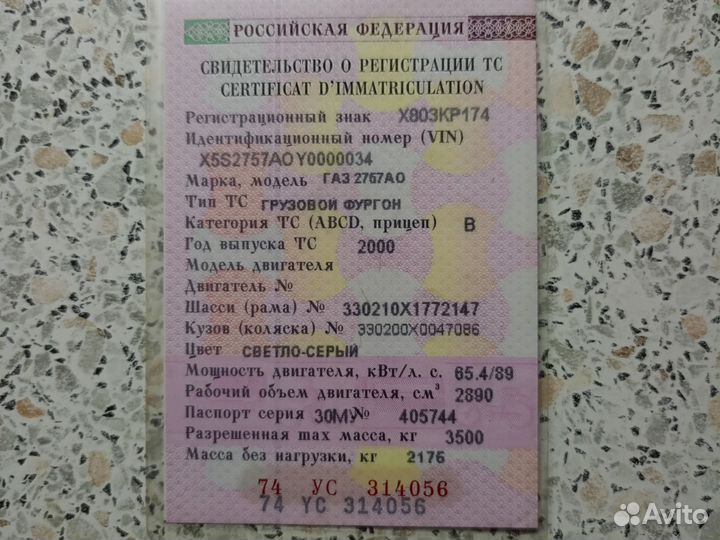 РОССИЙСКАЯ ФЕДЕРАЦИЯ
СВИДЕТЕЛЬСТВО О РЕГИСТРАЦИИ ТС
CERTIFICAT D'IMMATRICULATION
Регистрационный знак Х803КР174
Идентификационный номер (VIN)
X5S2757AOY0000034
Марка, модель ГАЗ 2757АО
Тип ТС ГРУЗОВОЙ ФУРГОН
Категория ТС (ABCD, прицеп) B
Год выпуска ТС 2000
Модель двигателя
Двигатель №
Шасси (рама) № 330210X1772147
Кузов (коляска) № 330200X0047086
Цвет СВЕТЛО-СЕРЫЙ
Мощность двигателя, кВт/л. с. 65.4/89
Рабочий объем двигателя, см³ 2890
Паспорт серия 30МУ № 405744
Разрешенная max масса, кг 3500
Масса без нагрузки, кг 2176
74 УС 314056
74 УС 314056
Avito